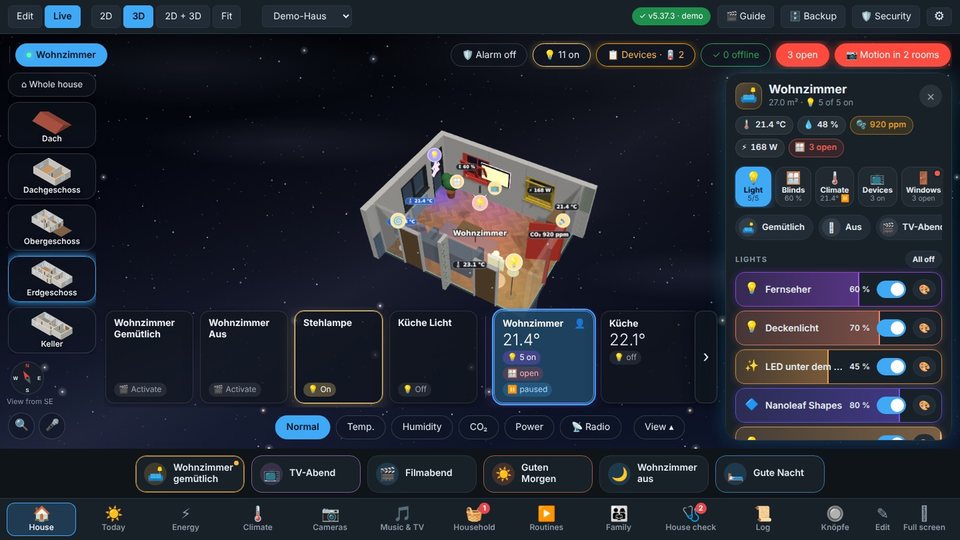 Edit
Live
2D
3D
2D + 3D
Fit
Demo-Haus
✓ v5.37.3 · demo
Guide
Backup
Security
Wohnzimmer
Alarm off
11 on
Devices · 2
✓ 0 offline
3 open
Motion in 2 rooms
Whole house
Dach
Dachgeschoss
Obergeschoss
Erdgeschoss
Keller
N
E
S
W
View from SE
60 %
168 W
21.4 °C
21.4 °C
Wohnzimmer
CO₂ 920 ppm
23.1 °C
Wohnzimmer
27.0 m² · 5 of 5 on
21.4 °C
48 %
920 ppm
168 W
3 open
Light
5/5
Blinds
60 %
Climate
21.4°
Devices
3 on
Windows
3 open
Gemütlich
Aus
TV-Aben
LIGHTS
All off
Fernseher 60 %
Deckenlicht 70 %
LED unter dem ... 45 %
Nanoleaf Shapes 80 %
Wohnzimmer
Gemütlich
Activate
Wohnzimmer
Aus
Activate
Stehlampe
On
Küche Licht
Off
Wohnzimmer
21.4°
5 on
open
paused
Küche
22.1°
off
Normal
Temp.
Humidity
CO₂
Power
Radio
View ▴
Wohnzimmer
gemütlich
TV-Abend
Filmabend
Guten
Morgen
Wohnzimmer
aus
Gute Nacht
House
Today
Energy
Climate
Cameras
Music & TV
1
Household
Routines
Family
2
House check
Log
Knöpfe
Edit
Full screen